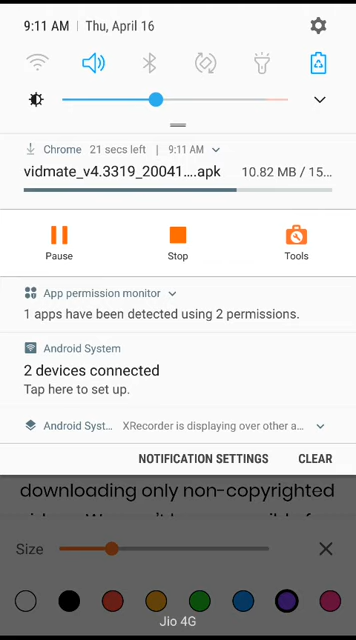 9:11 AM | Thu, April 16
Chrome 21 secs left | 9:11 AM
vidmate_v4.3319_20041....apk 10.82 MB / 15...
Pause Stop Tools
App permission monitor
1 apps have been detected using 2 permissions.
Android System
2 devices connected
Tap here to set up.
Android Syst... XRecorder is displaying over other a...
NOTIFICATION SETTINGS CLEAR
downloading only non-copyrighted
Size
Jio 4G